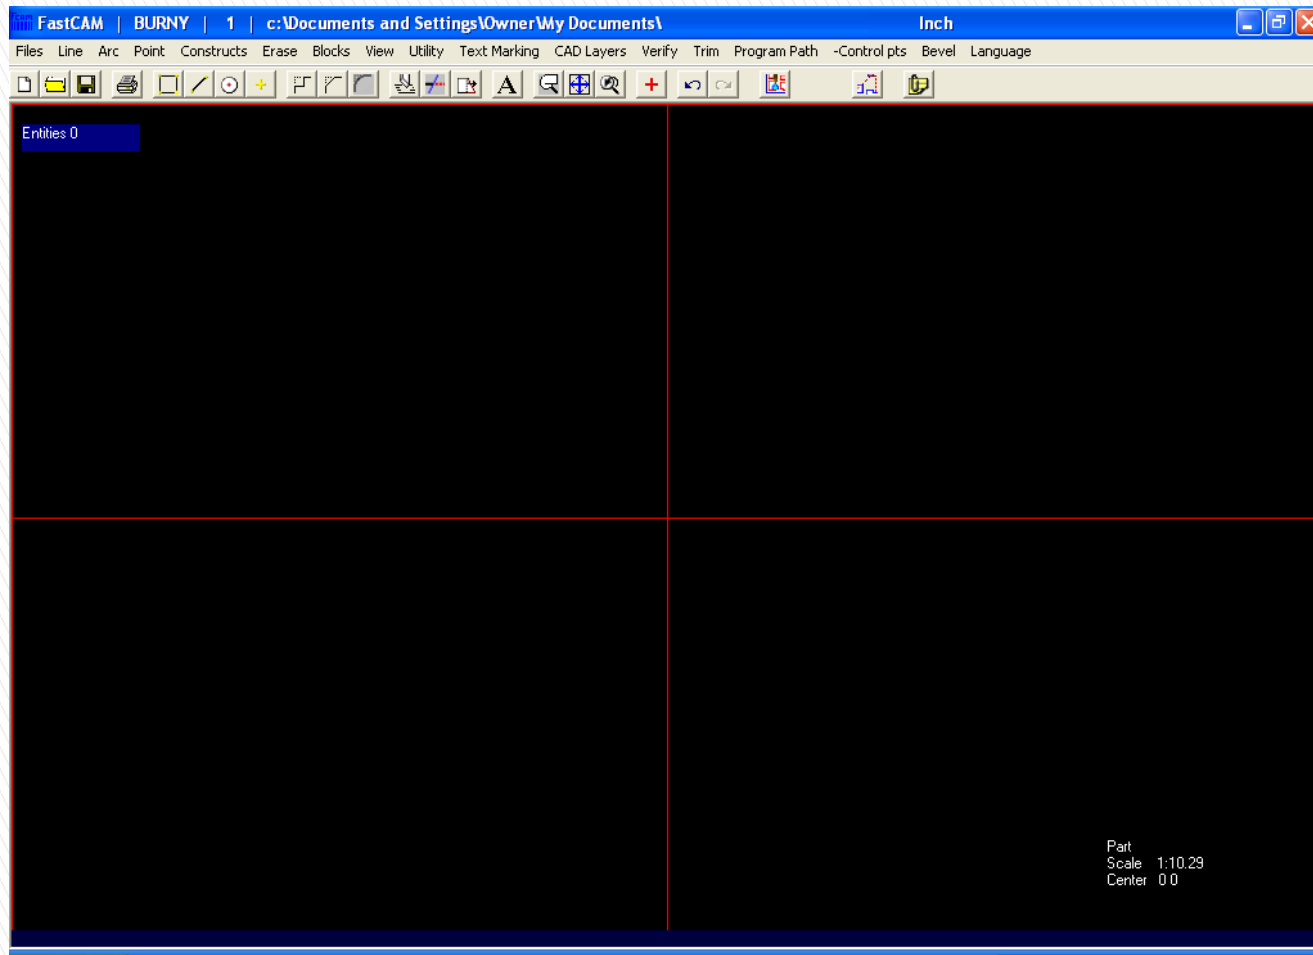 FastCAM | BURNY | 1 | c:\Documents and Settings\Owner\My Documents\ Inch
Files Line Arc Point Constructs Erase Blocks View Utility Text Marking CAD Layers Verify Trim Program Path -Control pts Bevel Language
A
Entities 0
Part
Scale 1:10.29
Center 0 0